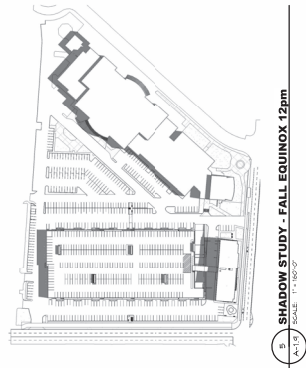 SHADOW STUDY - FALL EQUINOX 12pm
SCALE: 1" = 160'-0"
5
A-1.9